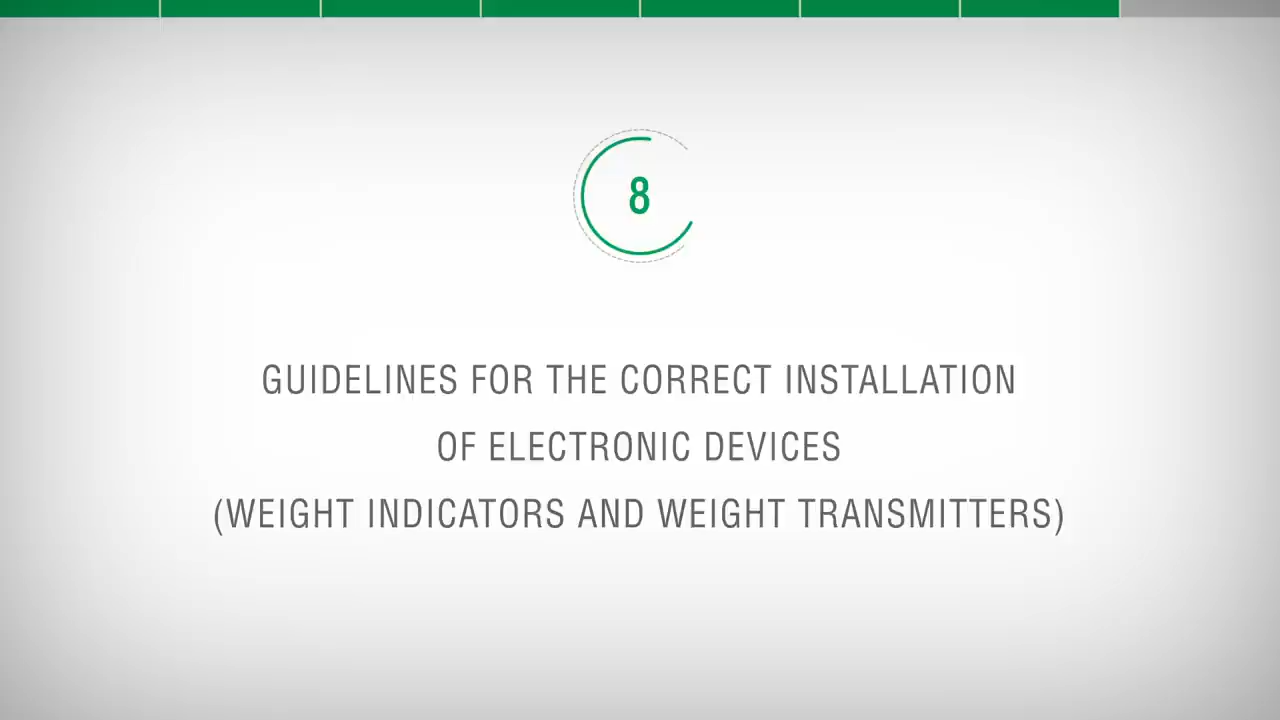 8
GUIDELINES FOR THE CORRECT INSTALLATION
OF ELECTRONIC DEVICES
(WEIGHT INDICATORS AND WEIGHT TRANSMITTERS)